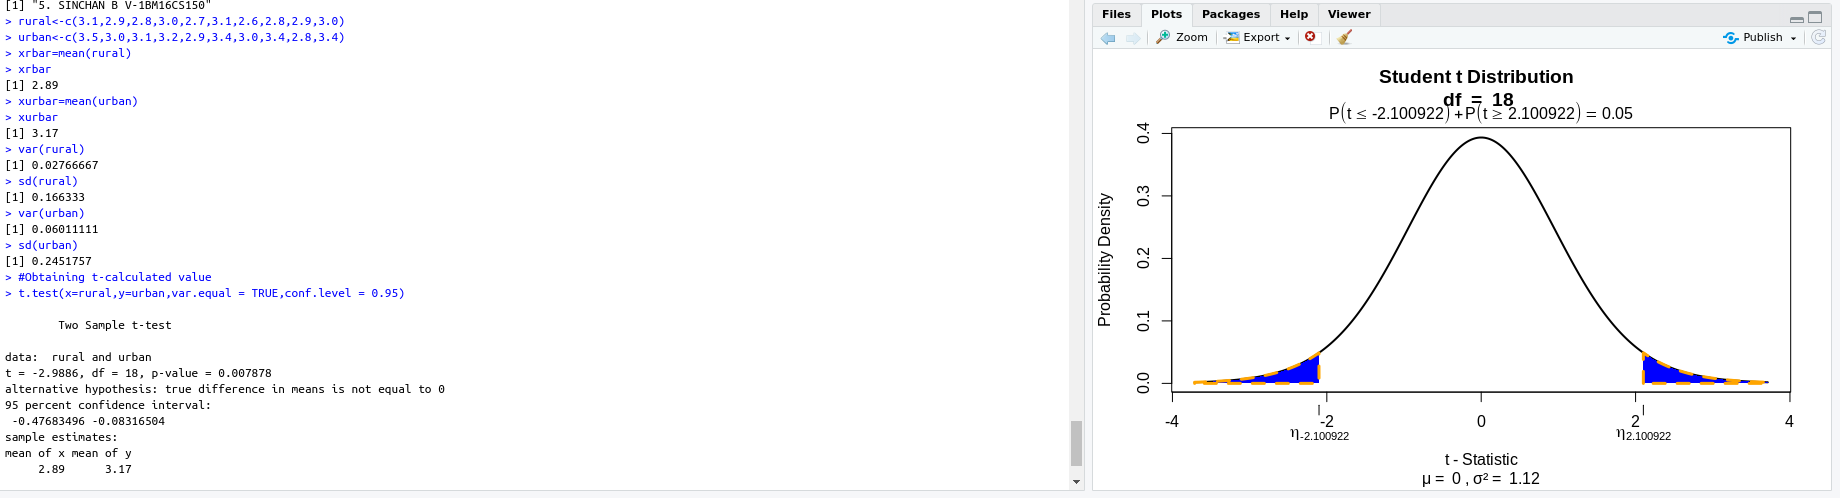 [1] "5. SINCHAN B V-1BM16CS150"
> rural<-c(3.1,2.9,2.8,3.0,2.7,3.1,2.6,2.8,2.9,3.0)
> urban<-c(3.5,3.0,3.1,3.2,2.9,3.4,3.0,3.4,2.8,3.4)
> xrbar=mean(rural)
> xrbar
[1] 2.89
> xurbar=mean(urban)
> xurbar
[1] 3.17
> var(rural)
[1] 0.02766667
> sd(rural)
[1] 0.166333
> var(urban)
[1] 0.06011111
> sd(urban)
[1] 0.2451757
> #Obtaining t-calculated value
> t.test(x=rural,y=urban,var.equal = TRUE,conf.level = 0.95)
Two Sample t-test
data:  rural and urban
t = -2.9886, df = 18, p-value = 0.007878
alternative hypothesis: true difference in means is not equal to 0
95 percent confidence interval:
-0.47683496 -0.08316504
sample estimates:
mean of x mean of y
2.89      3.17
Files Plots Packages Help Viewer
Zoom Export Publish
Student t Distribution
df = 18
P(t ≤ -2.100922) + P(t ≥ 2.100922) = 0.05
Probability Density
0.4
0.3
0.2
0.1
0.0
-4 -2 0 2 4
η-2.100922 η2.100922
t - Statistic
μ = 0 , σ² = 1.12